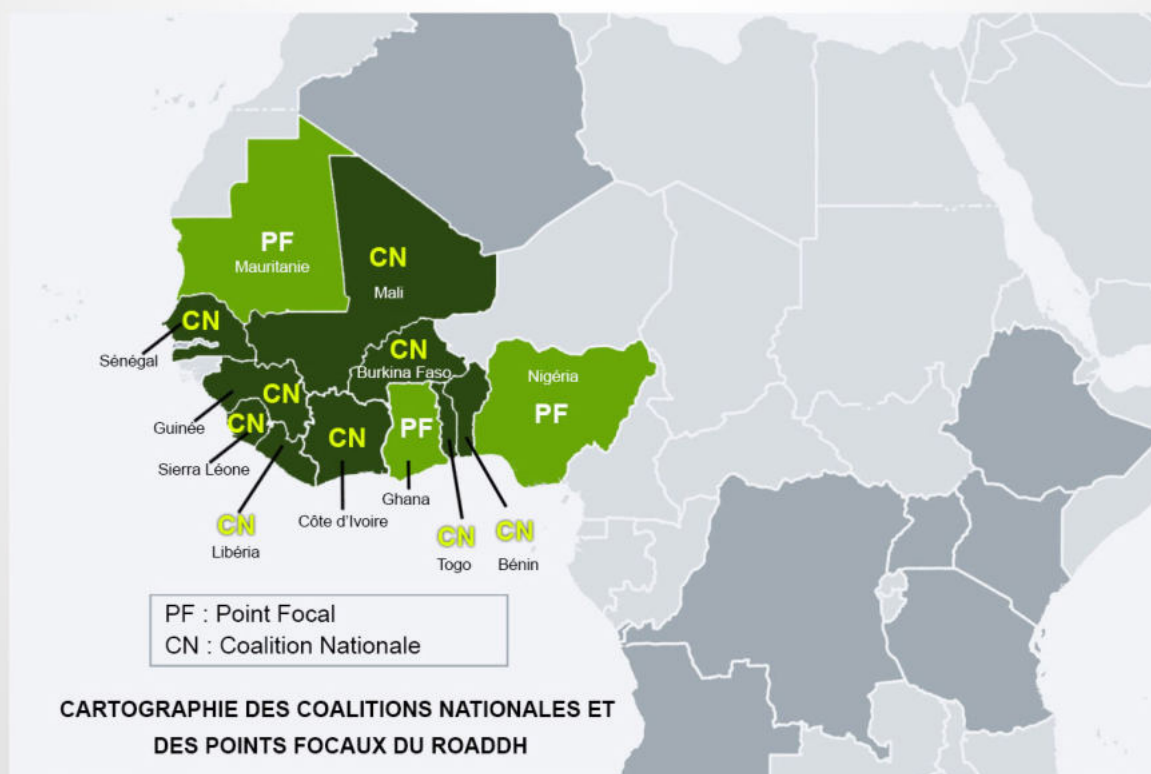 PF
Mauritanie
CN
Mali
CN
Sénégal
CN
Burkina Faso
Nigéria
PF
CN
Guinée
CN
Sierra Léone
CN
Côte d'Ivoire
PF
Ghana
CN
Libéria
CN
Togo
CN
Bénin
PF : Point Focal
CN : Coalition Nationale
CARTOGRAPHIE DES COALITIONS NATIONALES ET
DES POINTS FOCAUX DU ROADDH